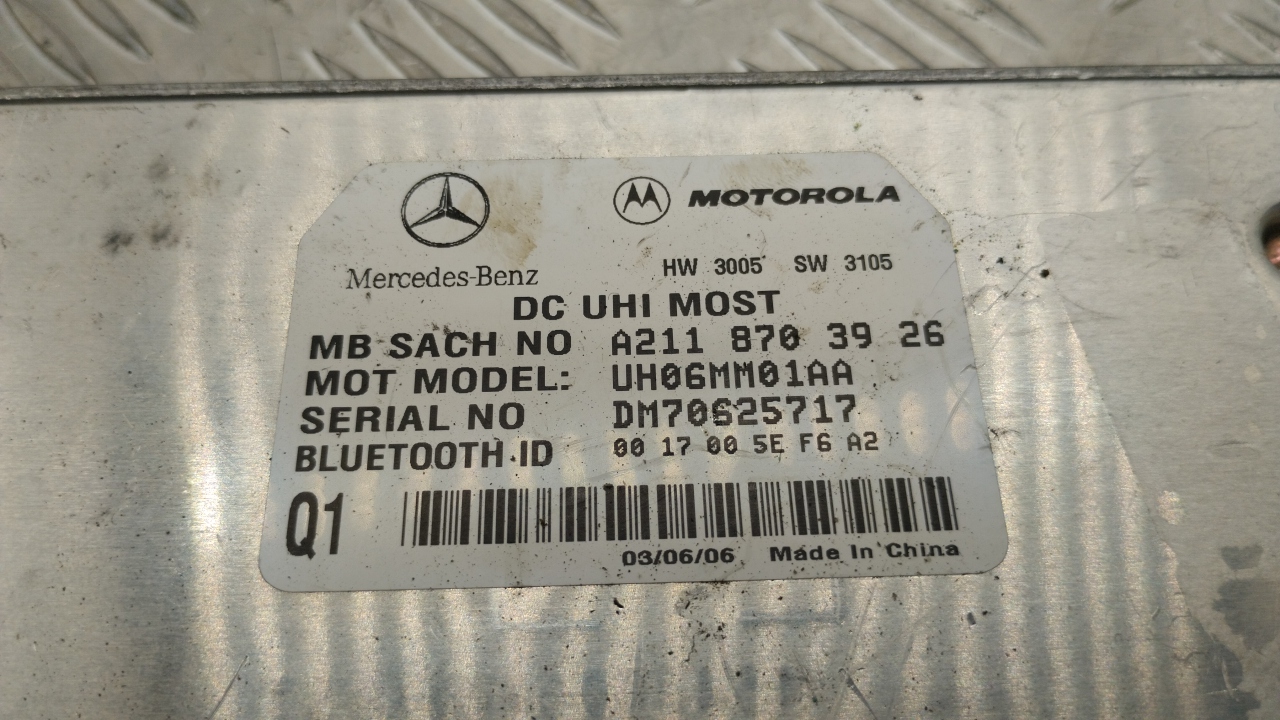 MOTOROLA
Mercedes-Benz
HW 3005 SW 3105
DC UHI MOST
MB SACH NO A211 870 39 26
MOT MODEL: UH06MM01AA
SERIAL NO DM70625717
BLUETOOTH ID 00 17 00 5E F6 A2
Q1
03/06/06 Made In China